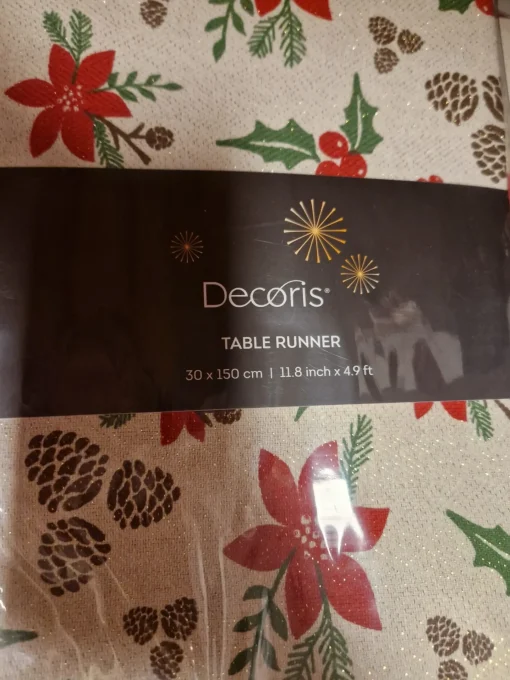 Decoris®
TABLE RUNNER
30 x 150 cm | 11.8 inch x 4.9 ft